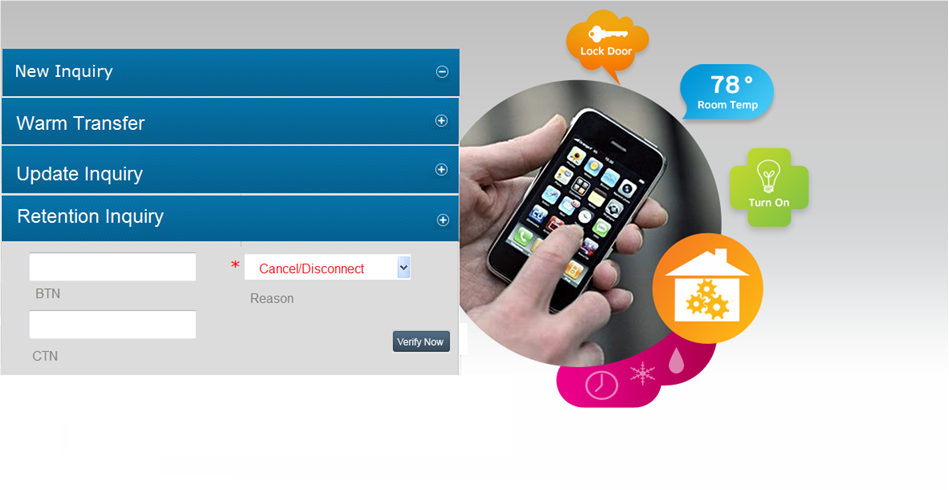 New Inquiry
Warm Transfer
Update Inquiry
Retention Inquiry
BTN
* Cancel/Disconnect
Reason
CTN
Verify Now
Lock Door
78°
Room Temp
Turn On